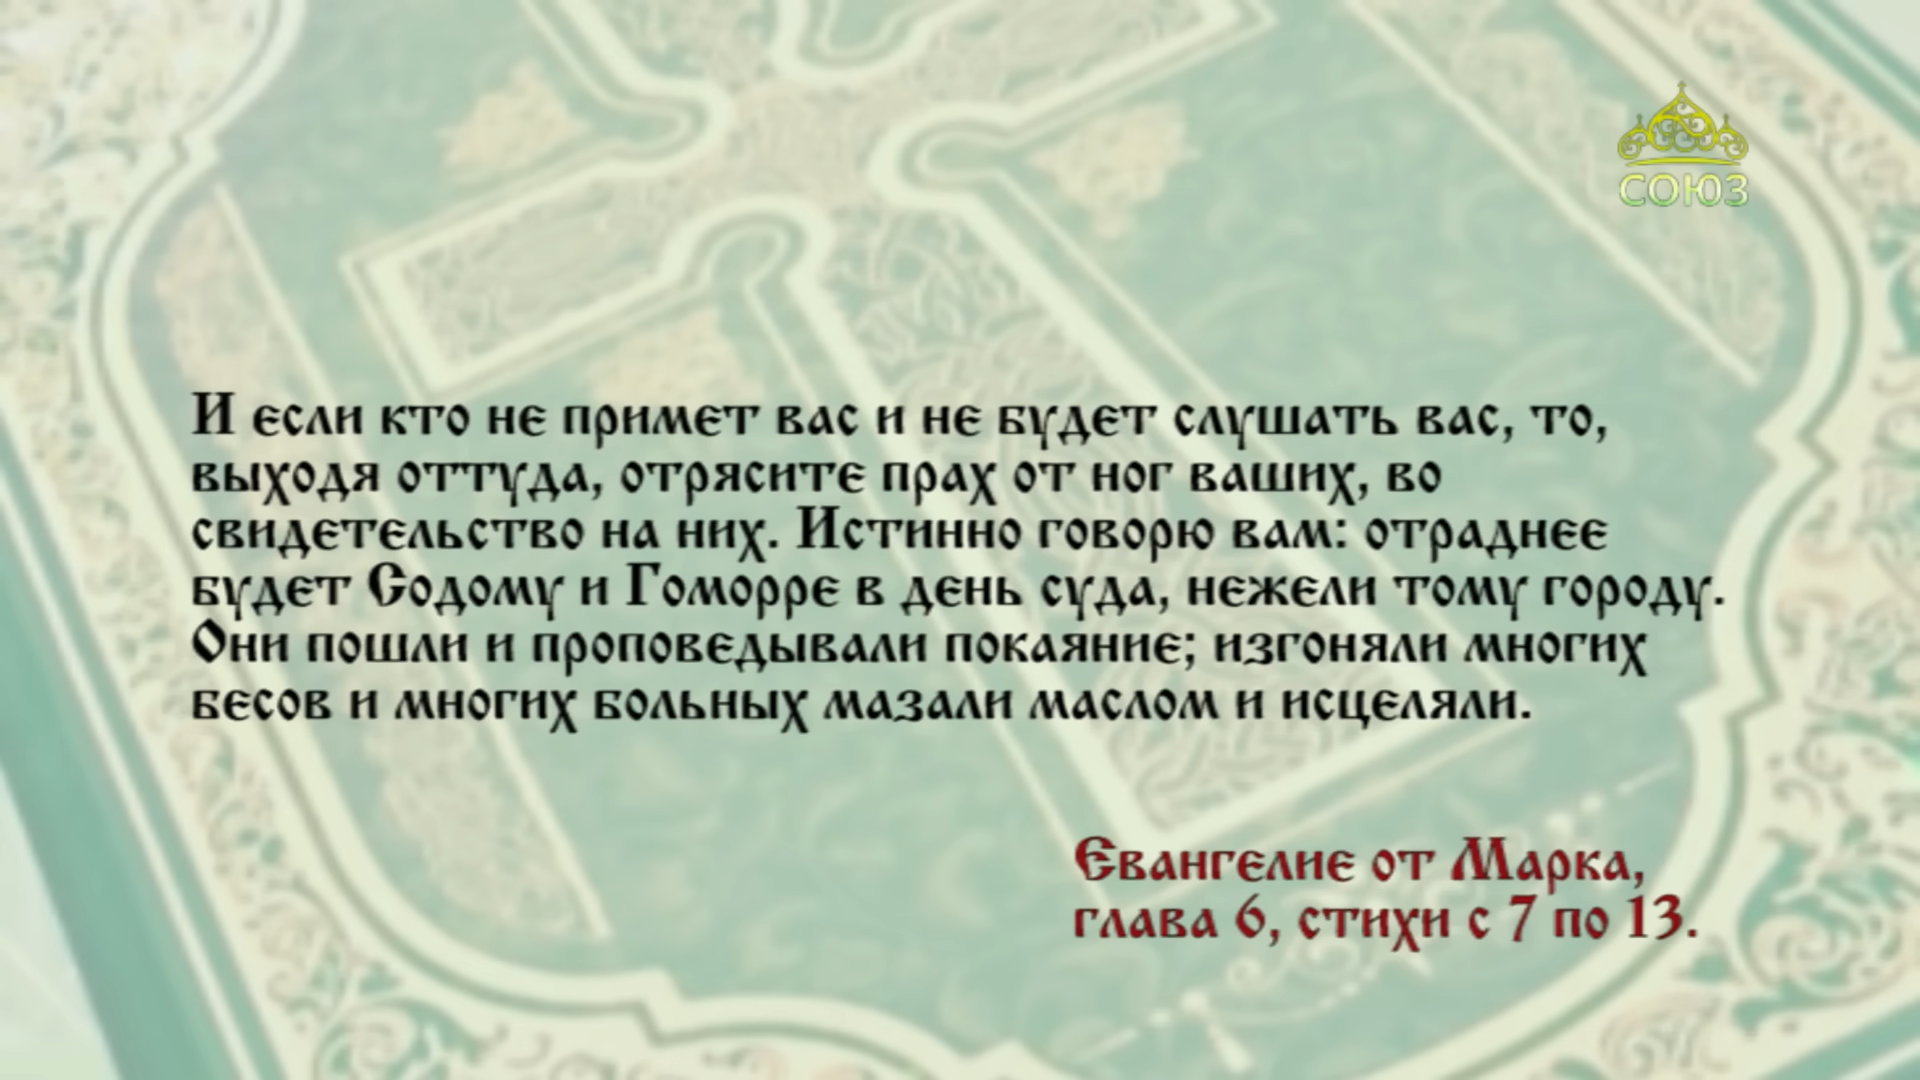 СОЮЗ
И если кто не примет вас и не будет слушать вас, то,
выходя оттуда, отрясите прах от ног ваших, во
свидетельство на них. Истинно говорю вам: отраднее
будет Содому и Гоморре в день суда, нежели тому городу.
Они пошли и проповедывали покаяние; изгоняли многих
бесов и многих больных мазали маслом и исцеляли.
Евангелие от Марка,
глава 6, стихи с 7 по 13.